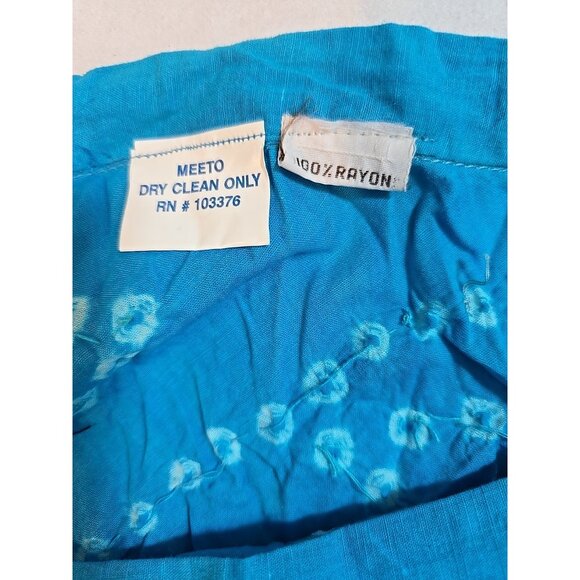 MEETO
DRY CLEAN ONLY
RN # 103376
100%RAYON